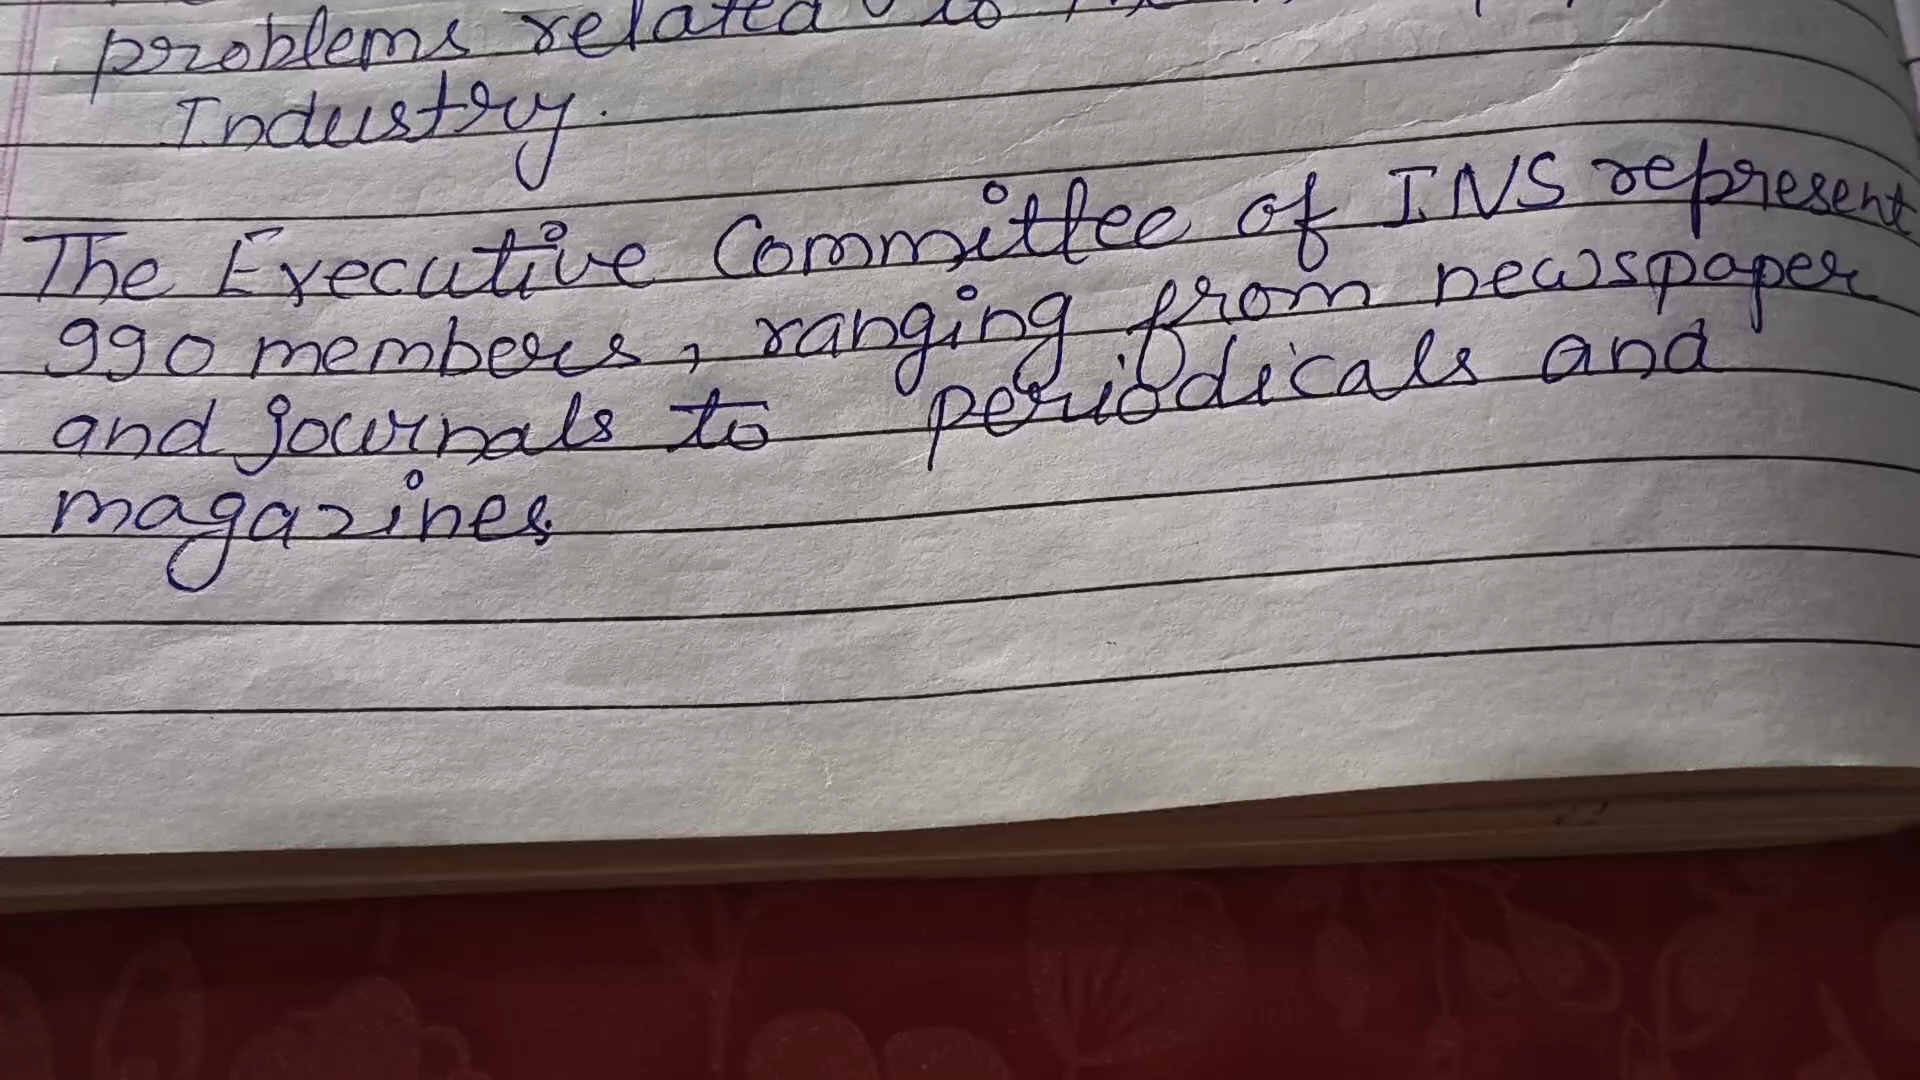 problems related to
Industry.
The Executive Committee of INS represent
990 members, ranging from newspaper
and journals to periodicals and
magazines.